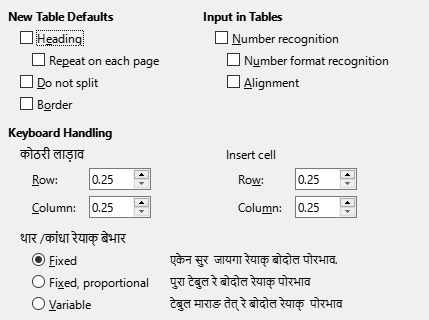 New Table Defaults
Heading
Repeat on each page
Do not split
Border
Input in Tables
Number recognition
Number format recognition
Alignment
Keyboard Handling
कोठरी लाड़ाव
Row: 0.25
Column: 0.25
Insert cell
Row: 0.25
Column: 0.25
थार /कांधा रेयाक् बेभार
Fixed एकेन सुर जायगा रेयाक् बोदोल पोरभाव.
Fixed, proportional पुरा टेबुल रे बोदोल रेयाक् पोरभाव
Variable टेबुल माराङ तेत् रे बोदोल रेयाक् पोरभाव